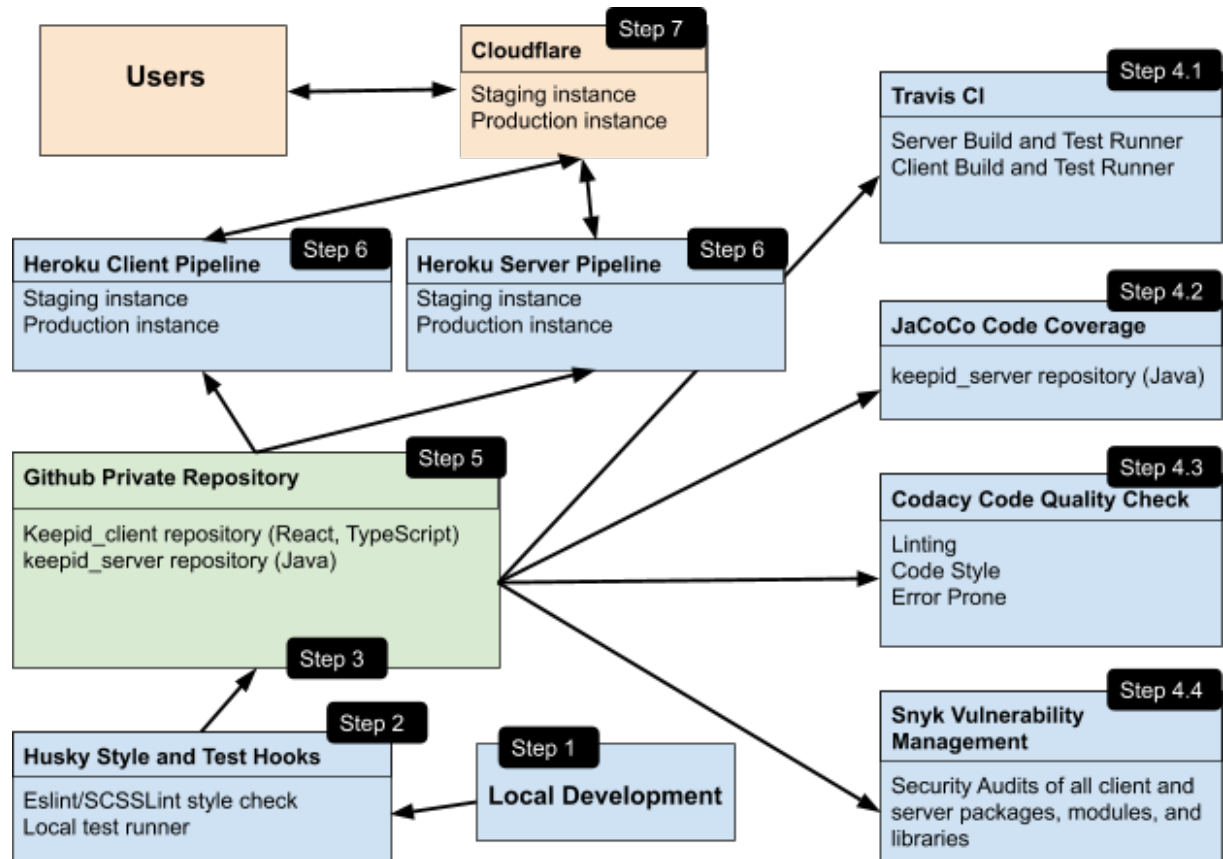 Users
Step 7
Cloudflare
Staging instance
Production instance
Step 4.1
Travis CI
Server Build and Test Runner
Client Build and Test Runner
Step 6
Heroku Client Pipeline
Staging instance
Production instance
Step 6
Heroku Server Pipeline
Staging instance
Production instance
Step 4.2
JaCoCo Code Coverage
keepid_server repository (Java)
Step 5
Github Private Repository
Keepid_client repository (React, TypeScript)
keepid_server repository (Java)
Step 3
Step 4.3
Codacy Code Quality Check
Linting
Code Style
Error Prone
Step 2
Husky Style and Test Hooks
Eslint/SCSSLint style check
Local test runner
Step 1
Local Development
Step 4.4
Snyk Vulnerability
Management
Security Audits of all client and
server packages, modules, and
libraries